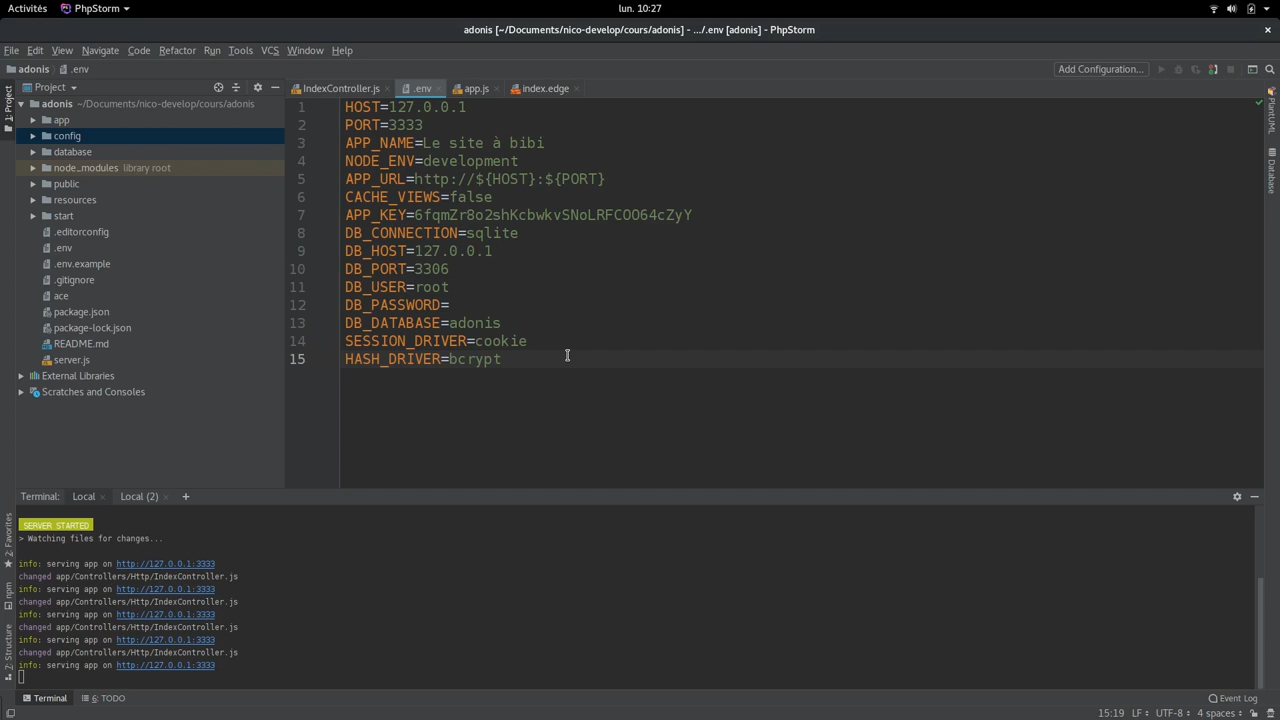 Activités PhpStorm lun. 10:27
adonis [~/Documents/nico-develop/cours/adonis] - .../.env [adonis] - PhpStorm
File Edit View Navigate Code Refactor Run Tools VCS Window Help
adonis .env Add Configuration...
Project IndexController.js .env app.js index.edge
1: Project
PlantUML
Database
adonis ~/Documents/nico-develop/cours/adonis
app
config
database
node_modules library root
public
resources
start
.editorconfig
.env
.env.example
.gitignore
ace
package.json
package-lock.json
README.md
server.js
External Libraries
Scratches and Consoles
1 HOST=127.0.0.1
2 PORT=3333
3 APP_NAME=Le site à bibi
4 NODE_ENV=development
5 APP_URL=http://${HOST}:${PORT}
6 CACHE_VIEWS=false
7 APP_KEY=6fqmZr8o2shKcbwkvSNoLRFCOO64cZyY
8 DB_CONNECTION=sqlite
9 DB_HOST=127.0.0.1
10 DB_PORT=3306
11 DB_USER=root
12 DB_PASSWORD=
13 DB_DATABASE=adonis
14 SESSION_DRIVER=cookie
15 HASH_DRIVER=bcrypt
Terminal: Local Local (2)
2: Favorites
npm
7: Structure
SERVER STARTED
> Watching files for changes...
info: serving app on http://127.0.0.1:3333
changed app/Controllers/Http/IndexController.js
info: serving app on http://127.0.0.1:3333
changed app/Controllers/Http/IndexController.js
info: serving app on http://127.0.0.1:3333
changed app/Controllers/Http/IndexController.js
info: serving app on http://127.0.0.1:3333
changed app/Controllers/Http/IndexController.js
info: serving app on http://127.0.0.1:3333
Terminal 6: TODO Event Log
15:19 LF UTF-8 4 spaces